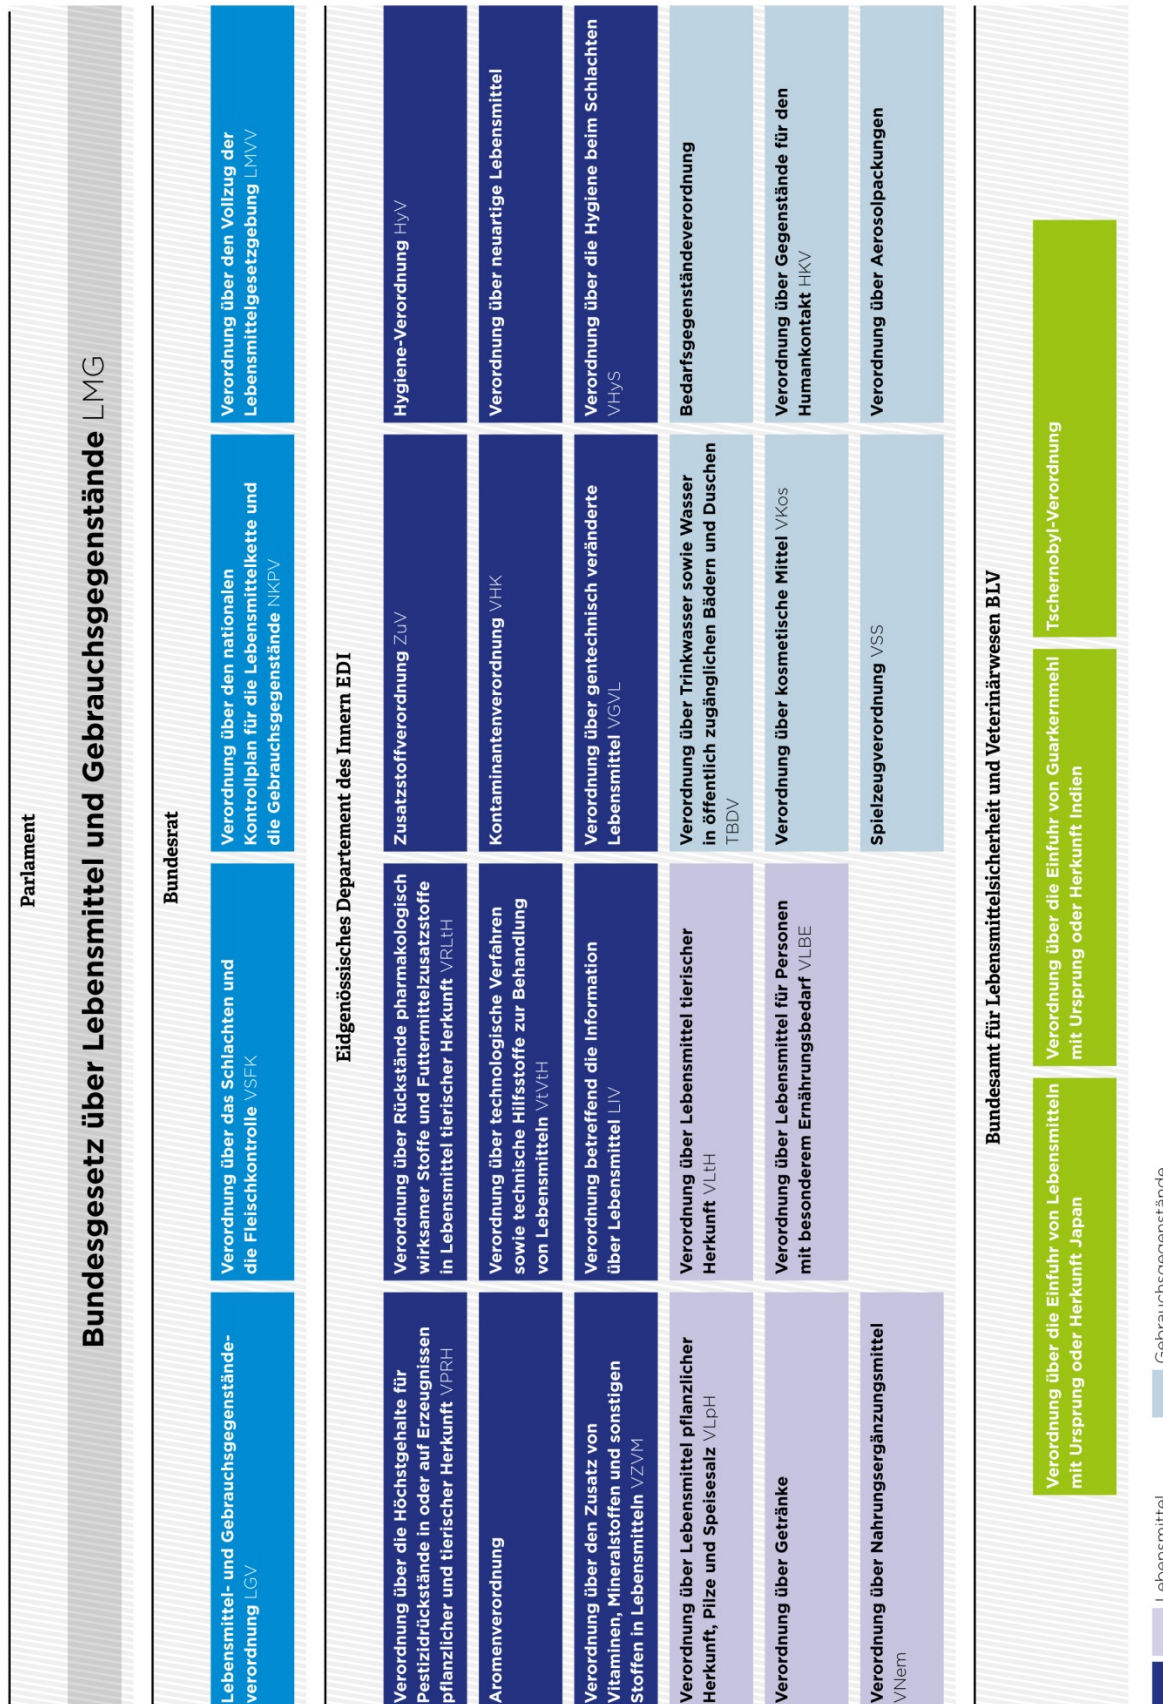 Parlament
Bundesgesetz über Lebensmittel und Gebrauchsgegenstände LMG
Bundesrat
Lebensmittel- und Gebrauchsgegenstände-
verordnung LGV
Verordnung über das Schlachten und
die Fleischkontrolle VSFK
Verordnung über den nationalen
Kontrollplan für die Lebensmittelkette und
die Gebrauchsgegenstände NKPV
Verordnung über den Vollzug der
Lebensmittelgesetzgebung LMVV
Eidgenössisches Departement des Innern EDI
Verordnung über die Höchstgehalte für
Pestizidrückstände in oder auf Erzeugnissen
pflanzlicher und tierischer Herkunft VPRH
Verordnung über Rückstände pharmakologisch
wirksamer Stoffe und Futtermittelzusatzstoffe
in Lebensmittel tierischer Herkunft VRLtH
Zusatzstoffverordnung ZuV
Hygiene-Verordnung HyV
Aromenverordnung
Verordnung über technologische Verfahren
sowie technische Hilfsstoffe zur Behandlung
von Lebensmitteln VtVtH
Kontaminantenverordnung VHK
Verordnung über neuartige Lebensmittel
Verordnung über den Zusatz von
Vitaminen, Mineralstoffen und sonstigen
Stoffen in Lebensmitteln VZVM
Verordnung betreffend die Information
über Lebensmittel LIV
Verordnung über gentechnisch veränderte
Lebensmittel VGVL
Verordnung über die Hygiene beim Schlachten
VHyS
Verordnung über Lebensmittel pflanzlicher
Herkunft, Pilze und Speisesalz VLpH
Verordnung über Lebensmittel tierischer
Herkunft VLtH
Verordnung über Trinkwasser sowie Wasser
in öffentlich zugänglichen Bädern und Duschen
TBDV
Bedarfsgegenständeverordnung
Verordnung über Getränke
Verordnung über Lebensmittel für Personen
mit besonderem Ernährungsbedarf VLBE
Verordnung über kosmetische Mittel VKos
Verordnung über Gegenstände für den
Humankontakt HKV
Verordnung über Nahrungsergänzungsmittel
VNem
Spielzeugverordnung VSS
Verordnung über Aerosolpackungen
Bundesamt für Lebensmittelsicherheit und Veterinärwesen BLV
Verordnung über die Einfuhr von Lebensmitteln
mit Ursprung oder Herkunft Japan
Verordnung über die Einfuhr von Guarkernmehl
mit Ursprung oder Herkunft Indien
Tschernobyl-Verordnung
Lebensmittel
Gebrauchsgegenstände